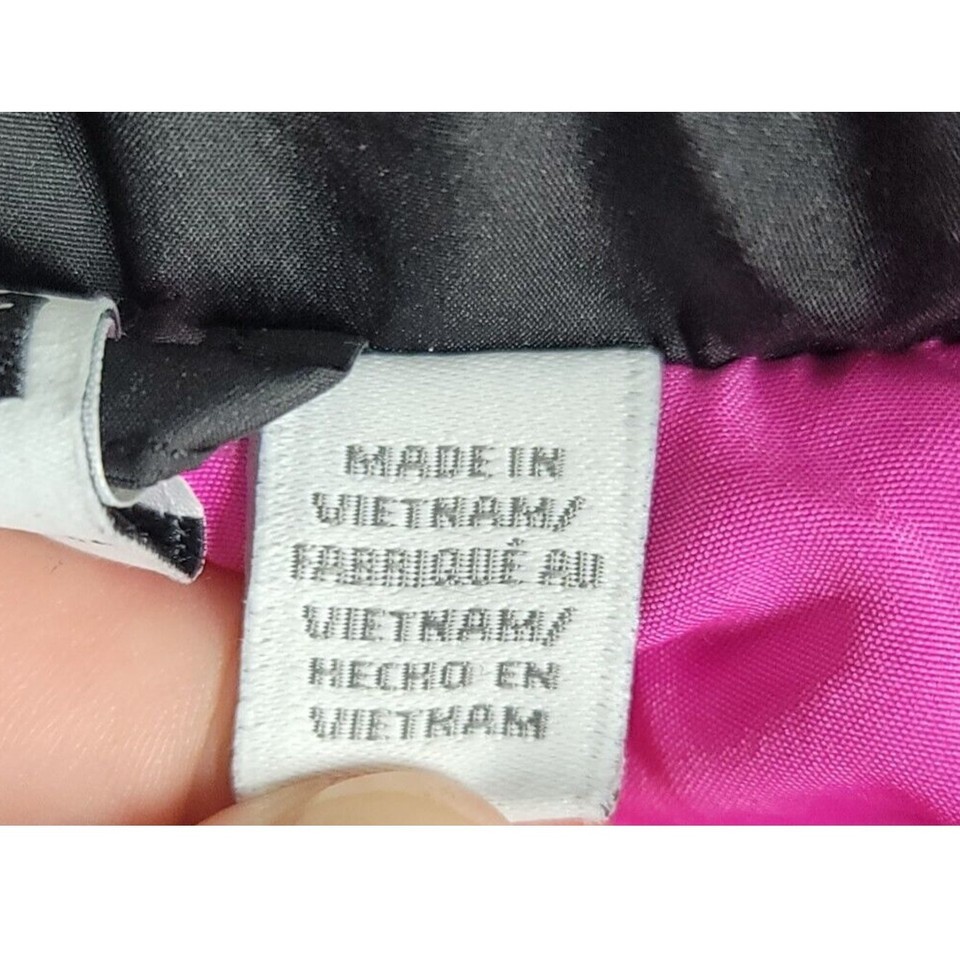 MADE IN
VIETNAM/
FABRIQUÉ AU
VIETNAM/
HECHO EN
VIETNAM